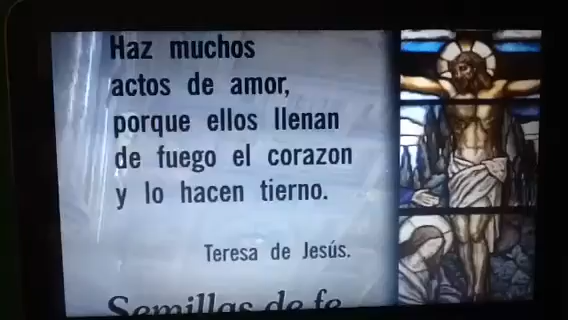 Haz muchos
actos de amor,
porque ellos llenan
de fuego el corazon
y lo hacen tierno.
Teresa de Jesús.
Semillas de fe